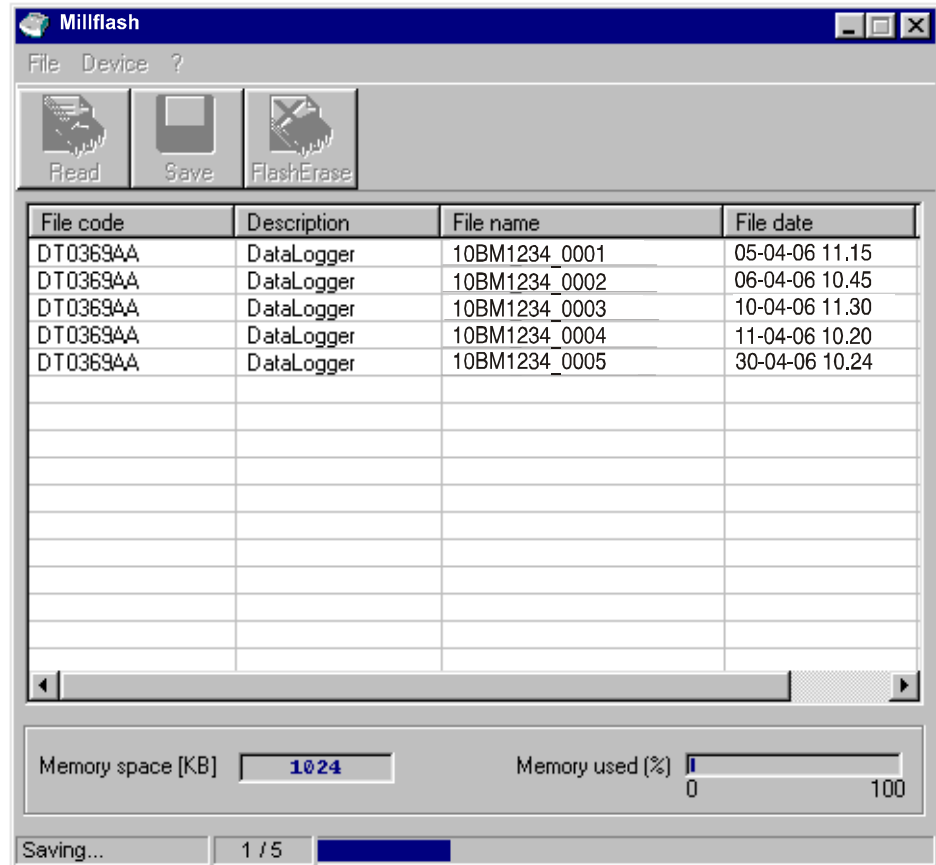 Millflash
File Device ?
Read Save FlashErase
File code Description File name File date
DT0369AA DataLogger 10BM1234_0001 05-04-06 11.15
DT0369AA DataLogger 10BM1234_0002 06-04-06 10.45
DT0369AA DataLogger 10BM1234_0003 10-04-06 11.30
DT0369AA DataLogger 10BM1234_0004 11-04-06 10.20
DT0369AA DataLogger 10BM1234_0005 30-04-06 10.24
Memory space [KB] 1024 Memory used (%)
0 100
Saving... 1 / 5